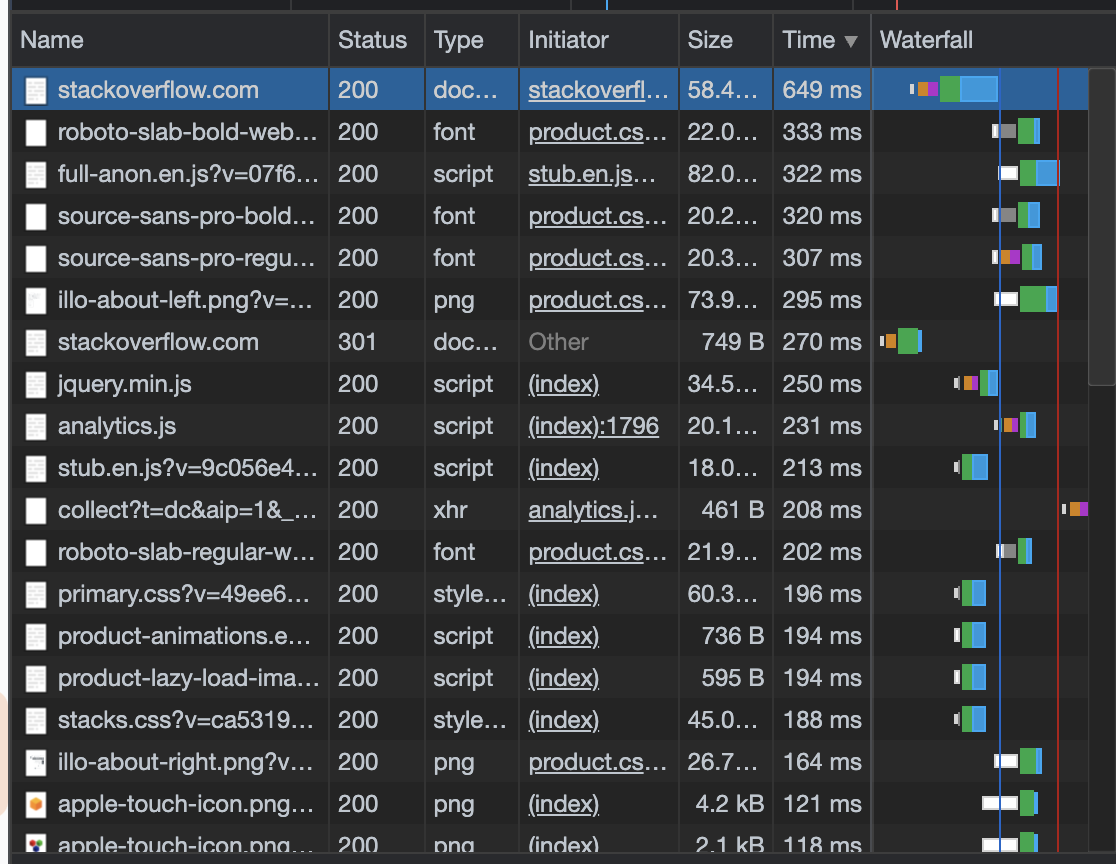 Name Status Type Initiator Size Time ▼ Waterfall
stackoverflow.com 200 doc… stackoverfl… 58.4… 649 ms
roboto-slab-bold-web… 200 font product.cs… 22.0… 333 ms
full-anon.en.js?v=07f6… 200 script stub.en.js… 82.0… 322 ms
source-sans-pro-bold… 200 font product.cs… 20.2… 320 ms
source-sans-pro-regu… 200 font product.cs… 20.3… 307 ms
illo-about-left.png?v=… 200 png product.cs… 73.9… 295 ms
stackoverflow.com 301 doc… Other 749 B 270 ms
jquery.min.js 200 script (index) 34.5… 250 ms
analytics.js 200 script (index):1796 20.1… 231 ms
stub.en.js?v=9c056e4… 200 script (index) 18.0… 213 ms
collect?t=dc&aip=1&_… 200 xhr analytics.j… 461 B 208 ms
roboto-slab-regular-w… 200 font product.cs… 21.9… 202 ms
primary.css?v=49ee6… 200 style… (index) 60.3… 196 ms
product-animations.e… 200 script (index) 736 B 194 ms
product-lazy-load-ima… 200 script (index) 595 B 194 ms
stacks.css?v=ca5319… 200 style… (index) 45.0… 188 ms
illo-about-right.png?v… 200 png product.cs… 26.7… 164 ms
apple-touch-icon.png… 200 png (index) 4.2 kB 121 ms
apple-touch-icon.png… 200 png (index) 2.1 kB 118 ms